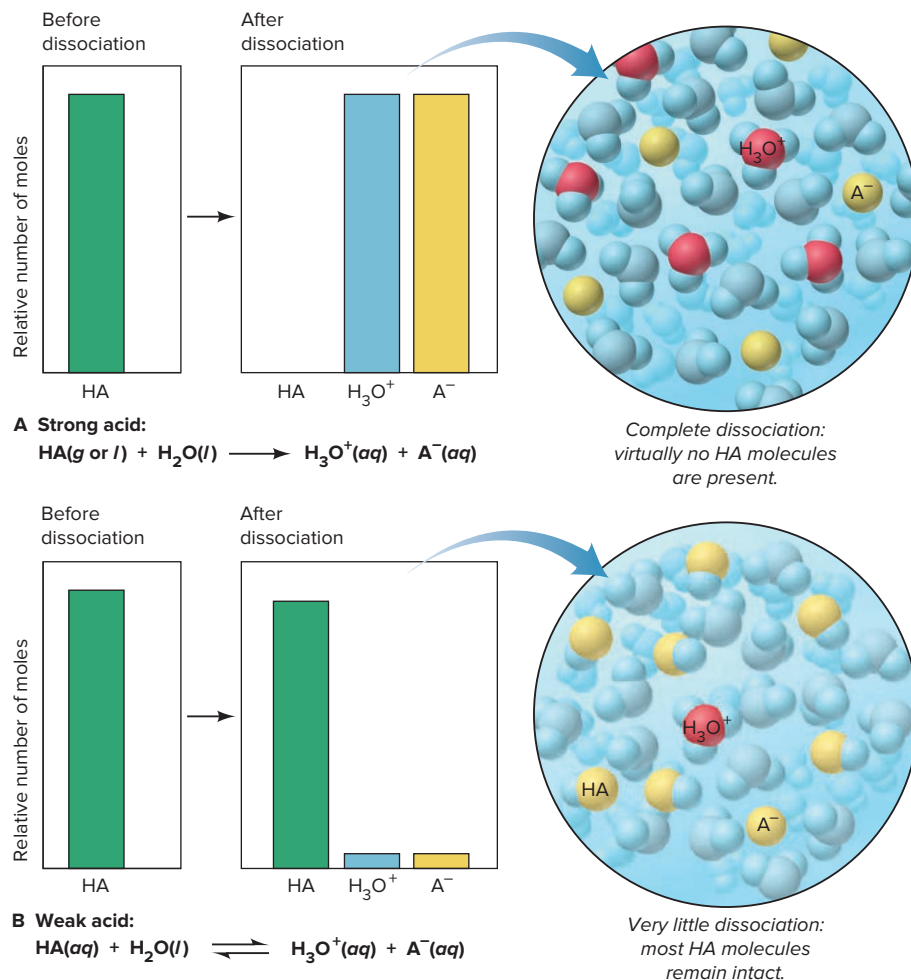 Before
dissociation
After
dissociation
Relative number of moles
HA
HA
H₃O⁺
A⁻
H₃O⁺
A⁻
A Strong acid:
HA(g or l) + H₂O(l) ⟶ H₃O⁺(aq) + A⁻(aq)
Complete dissociation:
virtually no HA molecules
are present.
Before
dissociation
After
dissociation
Relative number of moles
HA
HA
H₃O⁺
A⁻
H₃O⁺
HA
A⁻
B Weak acid:
HA(aq) + H₂O(l) ⇌ H₃O⁺(aq) + A⁻(aq)
Very little dissociation:
most HA molecules
remain intact.